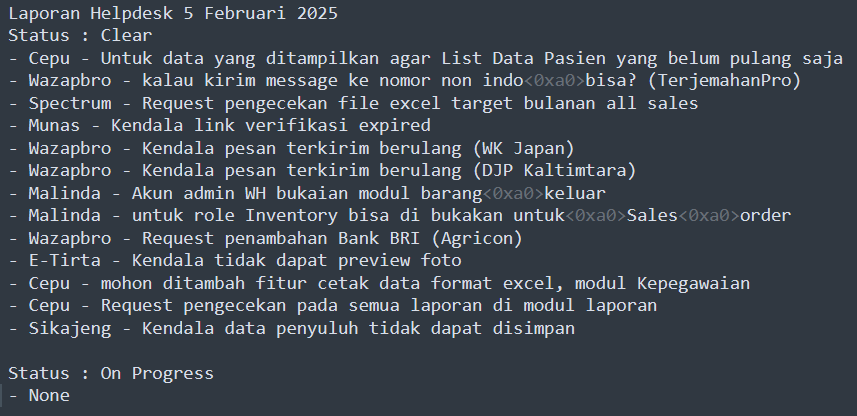 Laporan Helpdesk 5 Februari 2025
Status : Clear
- Cepu - Untuk data yang ditampilkan agar List Data Pasien yang belum pulang saja
- Wazapbro - kalau kirim message ke nomor non indo<0xa0>bisa? (TerjemahanPro)
- Spectrum - Request pengecekan file excel target bulanan all sales
- Munas - Kendala link verifikasi expired
- Wazapbro - Kendala pesan terkirim berulang (WK Japan)
- Wazapbro - Kendala pesan terkirim berulang (DJP Kaltimtara)
- Malinda - Akun admin WH bukaian modul barang<0xa0>keluar
- Malinda - untuk role Inventory bisa di bukakan untuk<0xa0>Sales<0xa0>order
- Wazapbro - Request penambahan Bank BRI (Agricon)
- E-Tirta - Kendala tidak dapat preview foto
- Cepu - mohon ditambah fitur cetak data format excel, modul Kepegawaian
- Cepu - Request pengecekan pada semua laporan di modul laporan
- Sikajeng - Kendala data penyuluh tidak dapat disimpan
Status : On Progress
- None